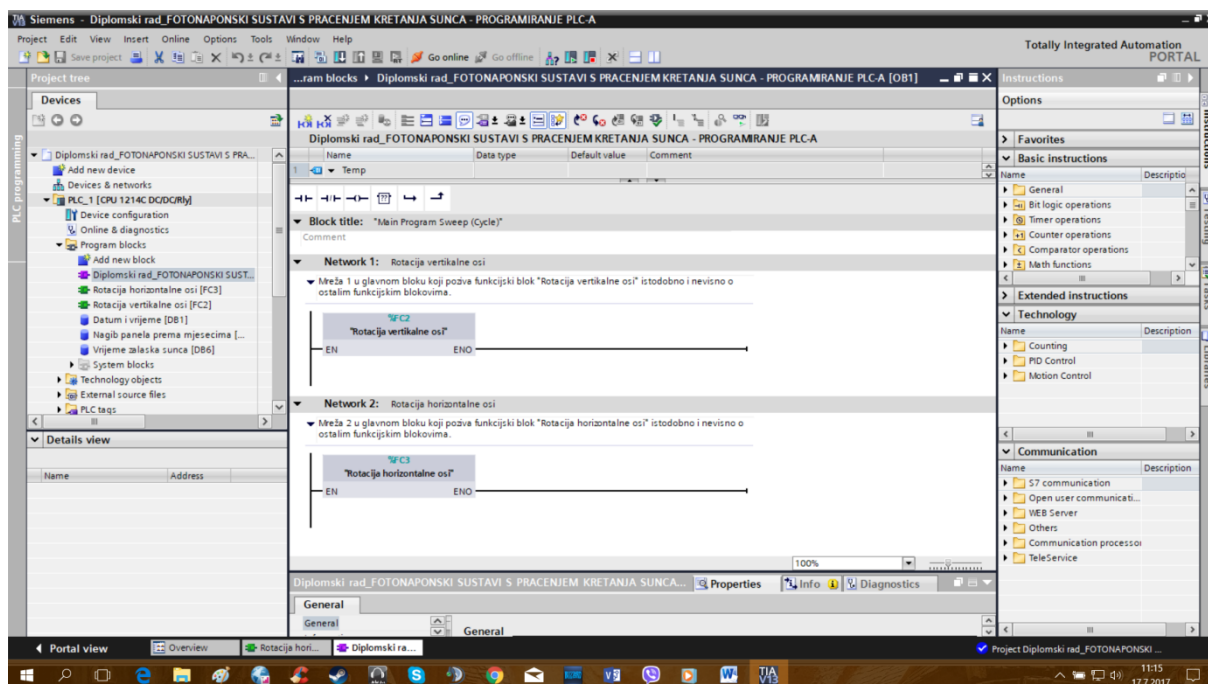 Siemens - Diplomski rad_FOTONAPONSKI SUSTAVI S PRACENJEM KRETANJA SUNCA - PROGRAMIRANJE PLC-A
Project Edit View Insert Online Options Tools Window Help
Totally Integrated Automation
PORTAL
Save project Go online Go offline
Project tree
...ram blocks Diplomski rad_FOTONAPONSKI SUSTAVI S PRACENJEM KRETANJA SUNCA - PROGRAMIRANJE PLC-A [OB1]
Instructions
Devices
Options
PLC programming
Diplomski rad_FOTONAPONSKI SUSTAVI S PRACENJEM KRETANJA SUNCA - PROGRAMIRANJE PLC-A
Name Data type Default value Comment
1 Temp
Diplomski rad_FOTONAPONSKI SUSTAVI S PRA...
Add new device
Devices & networks
PLC_1 [CPU 1214C DC/DC/Rly]
Device configuration
Online & diagnostics
Program blocks
Add new block
Diplomski rad_FOTONAPONSKI SUST...
Rotacija horizontalne osi [FC3]
Rotacija vertikalne osi [FC2]
Datum i vrijeme [DB1]
Nagib panela prema mjesecima [...
Vrijeme zalaska sunca [DB6]
System blocks
Technology objects
External source files
PLC tags
Details view
Name Address
Block title: "Main Program Sweep (Cycle)"
Comment
Network 1: Rotacija vertikalne osi
Mreža 1 u glavnom bloku koji poziva funkcijski blok "Rotacija vertikalne osi" istodobno i nevisno o
ostalim funkcijskim blokovima.
%FC2
"Rotacija vertikalne osi"
EN ENO
Network 2: Rotacija horizontalne osi
Mreža 2 u glavnom bloku koji poziva funkcijski blok "Rotacija horizontalne osi" istodobno i nevisno o
ostalim funkcijskim blokovima.
%FC3
"Rotacija horizontalne osi"
EN ENO
100%
Diplomski rad_FOTONAPONSKI SUSTAVI S PRACENJEM KRETANJA SUNCA... Properties Info Diagnostics
General
General
General
Favorites
Basic instructions
Name Descriptio
General
Bit logic operations
Timer operations
Counter operations
Comparator operations
Math functions
Extended instructions
Technology
Name Description
Counting
PID Control
Motion Control
Communication
Name Description
S7 communication
Open user communicati...
WEB Server
Others
Communication processor
TeleService
Instructions
Testing
Tasks
Libraries
Portal view Overview Rotacija hori... Diplomski ra...
Project Diplomski rad_FOTONAPONSKI ...
TIA
V13
11:15
17.7.2017.